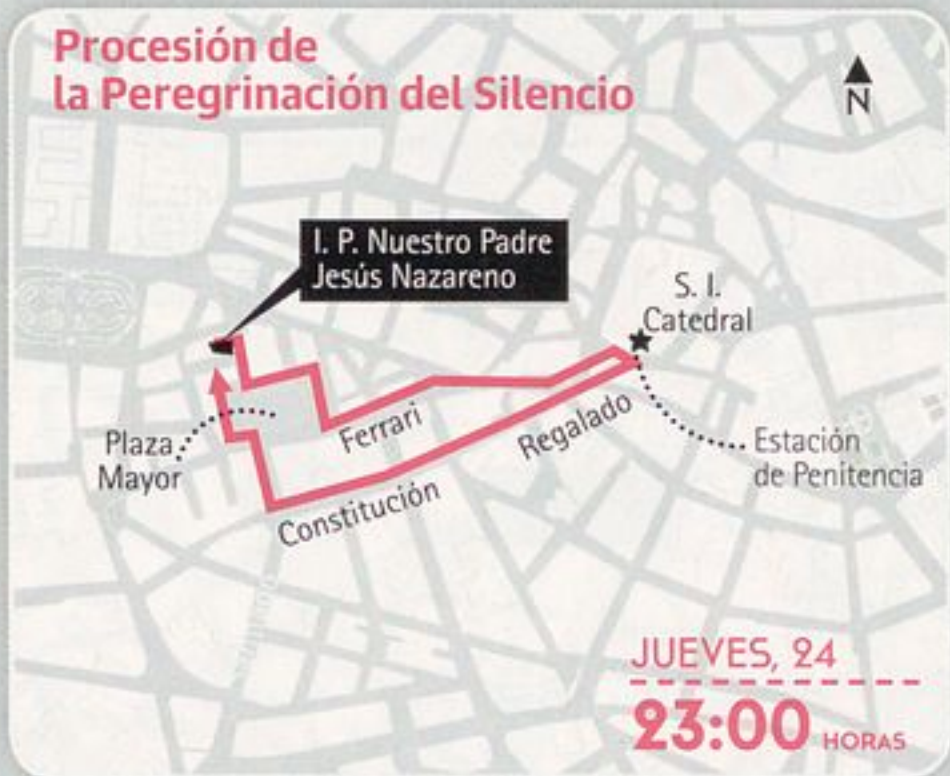 Procesión de
la Peregrinación del Silencio
N
I. P. Nuestro Padre
Jesús Nazareno
S. I.
Catedral
Plaza
Mayor
Ferrari
Regalado
Constitución
Estación
de Penitencia
JUEVES, 24
23:00 HORAS